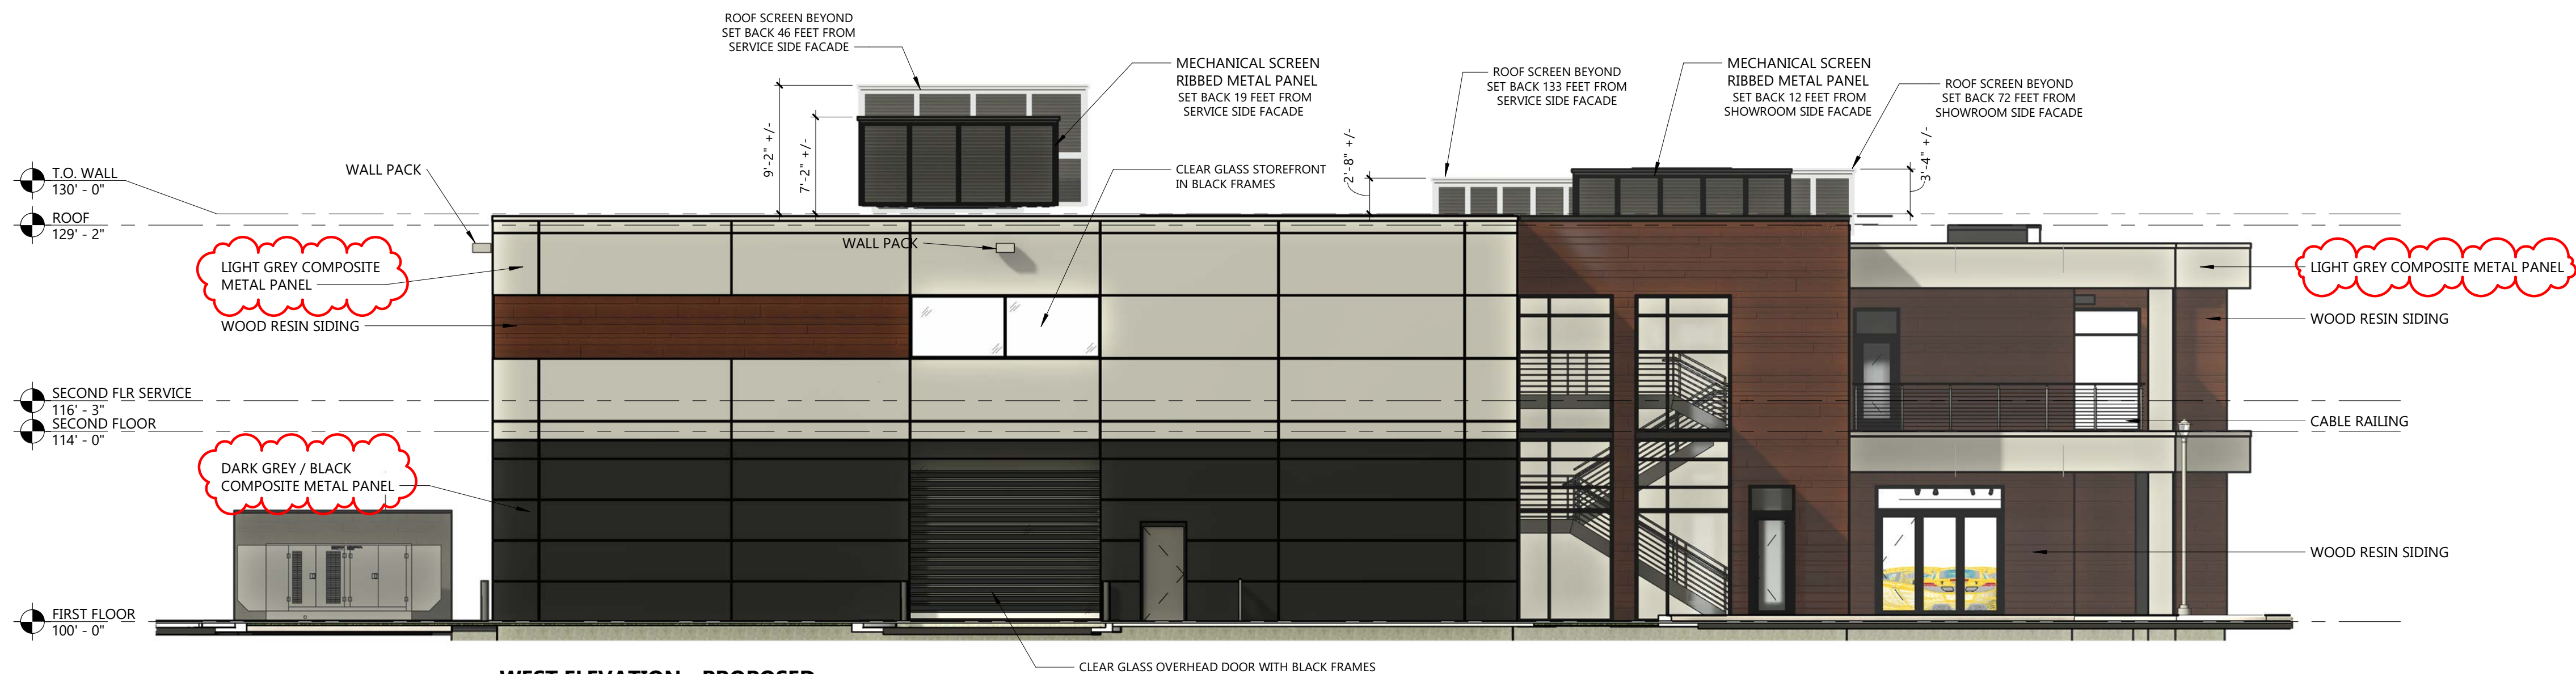 ROOF SCREEN BEYOND
SET BACK 46 FEET FROM
SERVICE SIDE FACADE
MECHANICAL SCREEN
RIBBED METAL PANEL
SET BACK 19 FEET FROM
SERVICE SIDE FACADE
ROOF SCREEN BEYOND
SET BACK 133 FEET FROM
SERVICE SIDE FACADE
MECHANICAL SCREEN
RIBBED METAL PANEL
SET BACK 12 FEET FROM
SHOWROOM SIDE FACADE
ROOF SCREEN BEYOND
SET BACK 72 FEET FROM
SHOWROOM SIDE FACADE
9'-2" +/-
7'-2" +/-
2'-8" +/-
3'-4" +/-
T.O. WALL
130' - 0"
ROOF
129' - 2"
WALL PACK
CLEAR GLASS STOREFRONT
IN BLACK FRAMES
WALL PACK
LIGHT GREY COMPOSITE
METAL PANEL
WOOD RESIN SIDING
LIGHT GREY COMPOSITE METAL PANEL
WOOD RESIN SIDING
SECOND FLR SERVICE
116' - 3"
SECOND FLOOR
114' - 0"
CABLE RAILING
DARK GREY / BLACK
COMPOSITE METAL PANEL
WOOD RESIN SIDING
FIRST FLOOR
100' - 0"
CLEAR GLASS OVERHEAD DOOR WITH BLACK FRAMES
WEST ELEVATION - PROPOSED